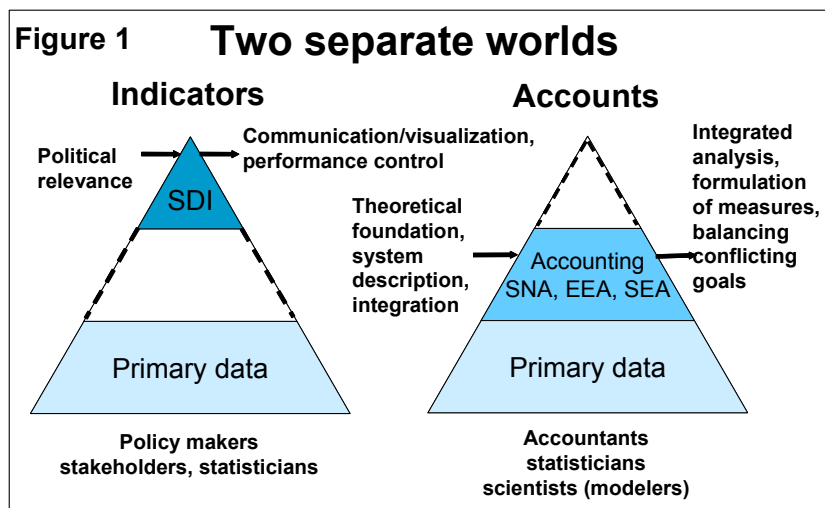 Figure 1
Two separate worlds
Indicators
Political
relevance
Communication/visualization,
performance control
SDI
Primary data
Policy makers
stakeholders, statisticians
Accounts
Theoretical
foundation,
system
description,
integration
Integrated
analysis,
formulation
of measures,
balancing
conflicting
goals
Accounting
SNA, EEA, SEA
Primary data
Accountants
statisticians
scientists (modelers)